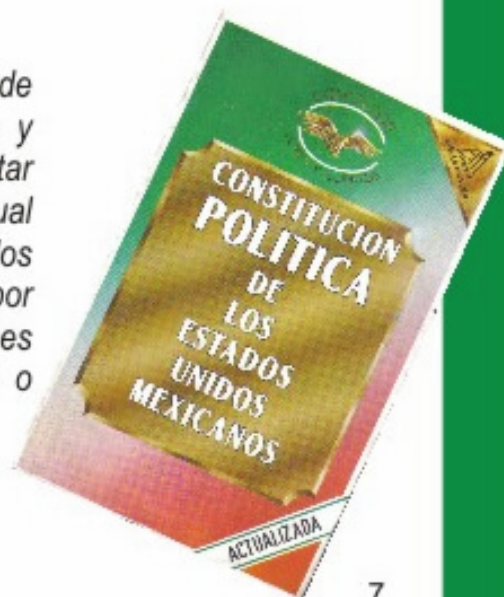 de
y
tar
ual
los
por
es
o
CONSTITUCION
POLITICA
DE
LOS
ESTADOS
UNIDOS
MEXICANOS
ACTUALIZADA
7